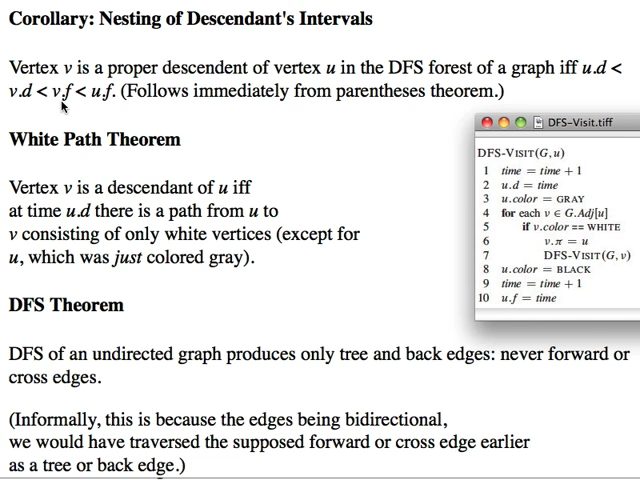 Corollary: Nesting of Descendant's Intervals
Vertex v is a proper descendent of vertex u in the DFS forest of a graph iff u.d <
v.d < v.f < u.f. (Follows immediately from parentheses theorem.)
White Path Theorem
Vertex v is a descendant of u iff
at time u.d there is a path from u to
v consisting of only white vertices (except for
u, which was just colored gray).
DFS Theorem
DFS of an undirected graph produces only tree and back edges: never forward or
cross edges.
(Informally, this is because the edges being bidirectional,
we would have traversed the supposed forward or cross edge earlier
as a tree or back edge.)
DFS-Visit.tiff
DFS-VISIT(G, u)
1 time = time + 1
2 u.d = time
3 u.color = GRAY
4 for each v ∈ G.Adj[u]
5 if v.color == WHITE
6 v.π = u
7 DFS-VISIT(G, v)
8 u.color = BLACK
9 time = time + 1
10 u.f = time